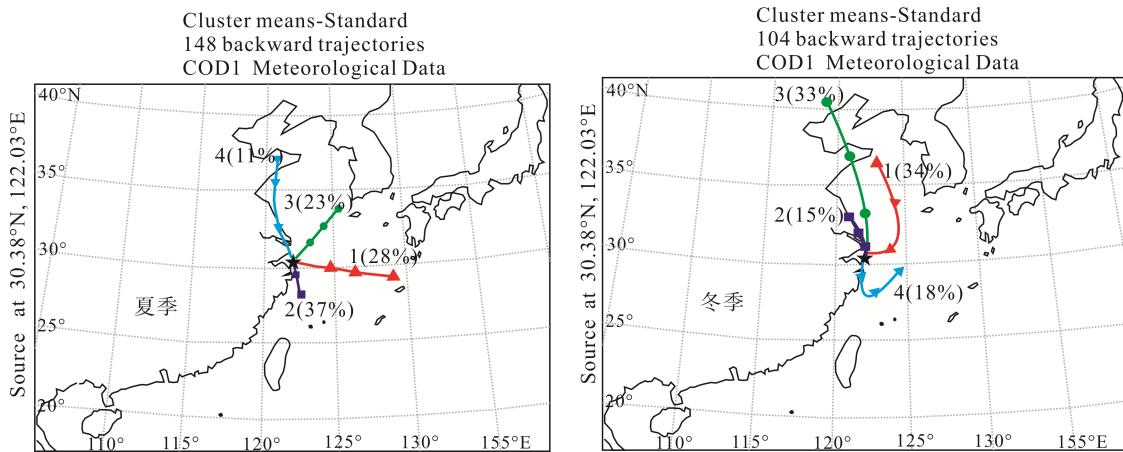 Cluster means-Standard
148 backward trajectories
COD1 Meteorological Data
Source at 30.38°N, 122.03°E
40°N
35°
30°
25°
20°
110°
115°
120°
125°
130°
155°E
4(11%)
3(23%)
1(28%)
2(37%)
夏季
Cluster means-Standard
104 backward trajectories
COD1 Meteorological Data
Source at 30.38°N, 122.03°E
40°N
35°
30°
25°
20°
110°
115°
120°
125°
130°
155°E
3(33%)
1(34%)
2(15%)
4(18%)
冬季